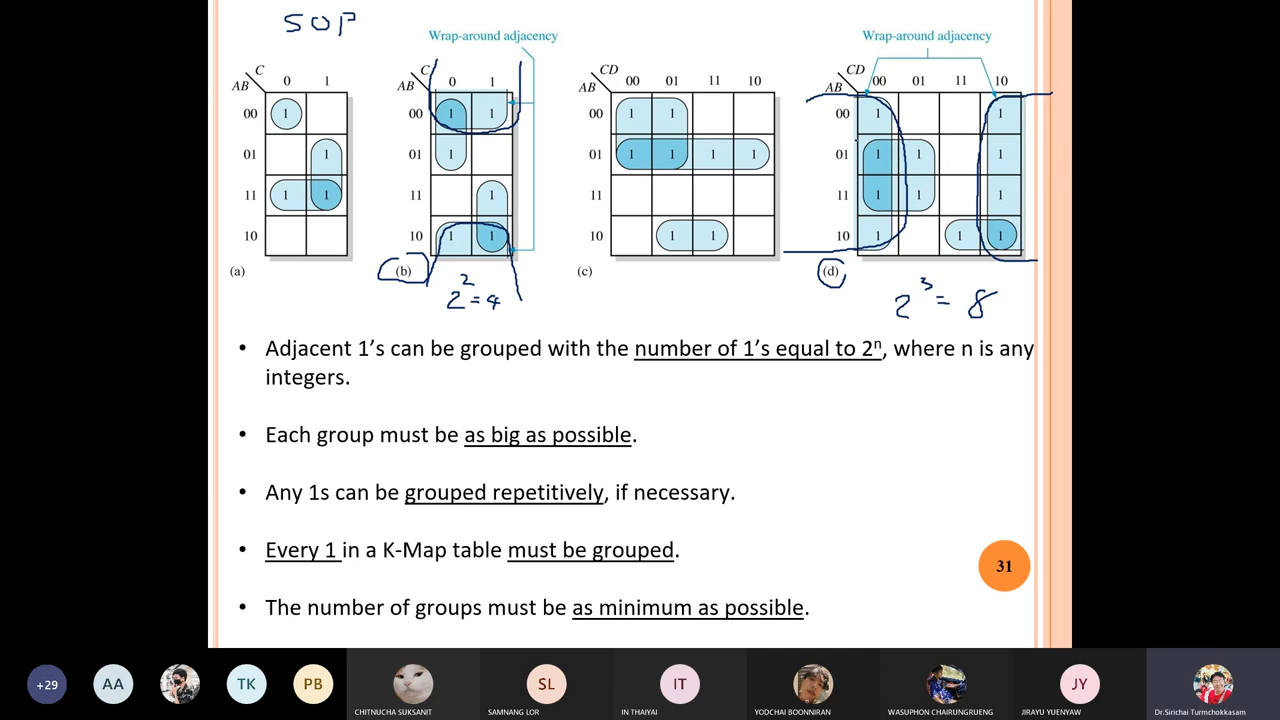 SOP
Wrap-around adjacency
Wrap-around adjacency
C
AB
0 1
00 1
01 1
11 1 1
10
(a)
C
AB
0 1
00 1 1
01 1
11 1
10 1 1
(b)
2² = 4
CD
AB
00 01 11 10
00 1 1
01 1 1 1 1
11
10 1 1
(c)
CD
AB
00 01 11 10
00 1 1
01 1 1 1
11 1 1 1
10 1 1 1
(d)
2³ = 8
• Adjacent 1’s can be grouped with the number of 1’s equal to 2ⁿ, where n is any
integers.
• Each group must be as big as possible.
• Any 1s can be grouped repetitively, if necessary.
• Every 1 in a K-Map table must be grouped.
• The number of groups must be as minimum as possible.
31
+29 AA TK PB SL IT JY
CHITNUCHA SUKSANIT SAMNANG LOR IN THAIYAI YODCHAI BOONNIRAN WASUPHON CHAIRUNGRUENG JIRAYU YUENYAW Dr.Sirichai Turmchokkasam